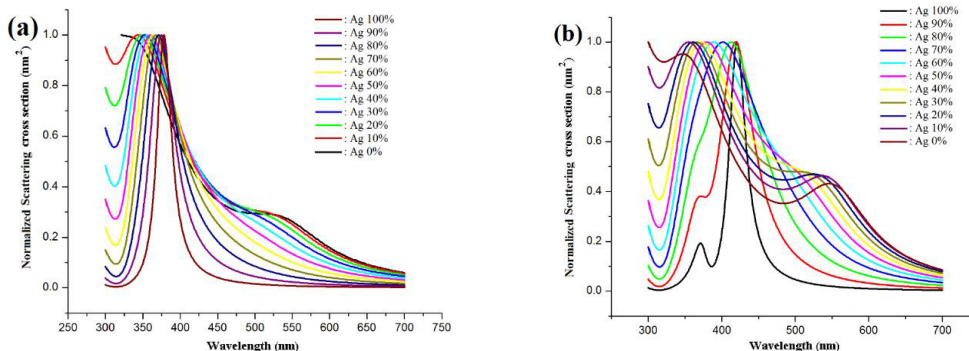 (a)
Normalized Scattering cross section (nm²)
1.0
0.8
0.6
0.4
0.2
0.0
250 300 350 400 450 500 550 600 650 700 750
Wavelength (nm)
: Ag 100%
: Ag 90%
: Ag 80%
: Ag 70%
: Ag 60%
: Ag 50%
: Ag 40%
: Ag 30%
: Ag 20%
: Ag 10%
: Ag 0%
(b)
Normalized Scattering cross section (nm²)
1.0
0.8
0.6
0.4
0.2
0.0
300 400 500 600 700
Wavelength (nm)
: Ag 100%
: Ag 90%
: Ag 80%
: Ag 70%
: Ag 60%
: Ag 50%
: Ag 40%
: Ag 30%
: Ag 20%
: Ag 10%
: Ag 0%